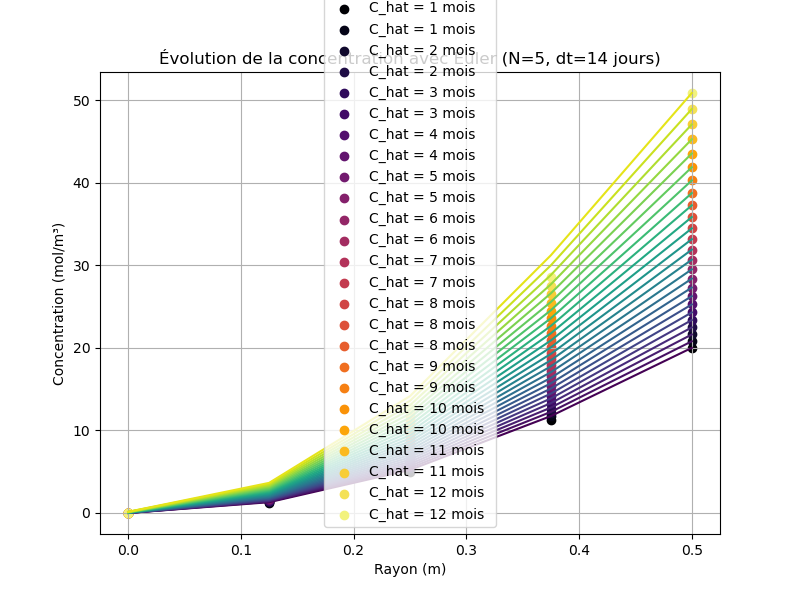 C_hat = 1 mois
C_hat = 1 mois
C_hat = 2 mois
C_hat = 2 mois
C_hat = 3 mois
C_hat = 3 mois
C_hat = 4 mois
C_hat = 4 mois
C_hat = 5 mois
C_hat = 5 mois
C_hat = 6 mois
C_hat = 6 mois
C_hat = 7 mois
C_hat = 7 mois
C_hat = 8 mois
C_hat = 8 mois
C_hat = 8 mois
C_hat = 9 mois
C_hat = 9 mois
C_hat = 10 mois
C_hat = 10 mois
C_hat = 11 mois
C_hat = 11 mois
C_hat = 12 mois
C_hat = 12 mois
Évolution de la concentration avec Euler (N=5, dt=14 jours)
Concentration (mol/m³)
50
40
30
20
10
0
0.0 0.1 0.2 0.3 0.4 0.5
Rayon (m)